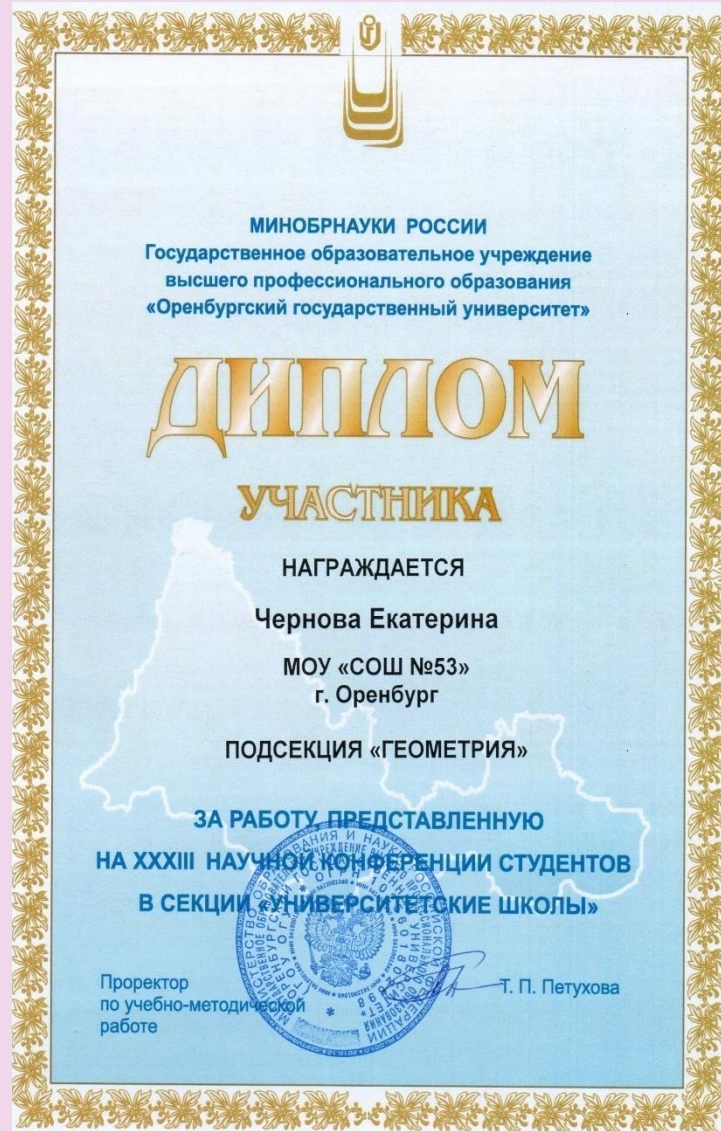 МИНОБРНАУКИ РОССИИ
Государственное образовательное учреждение
высшего профессионального образования
«Оренбургский государственный университет»
ДИПЛОМ
УЧАСТНИКА
НАГРАЖДАЕТСЯ
Чернова Екатерина
МОУ «СОШ №53»
г. Оренбург
ПОДСЕКЦИЯ «ГЕОМЕТРИЯ»
ЗА РАБОТУ, ПРЕДСТАВЛЕННУЮ
НА XXXIII НАУЧНОЙ КОНФЕРЕНЦИИ СТУДЕНТОВ
В СЕКЦИИ «УНИВЕРСИТЕТСКИЕ ШКОЛЫ»
Проректор
по учебно-методической
работе
Т. П. Петухова